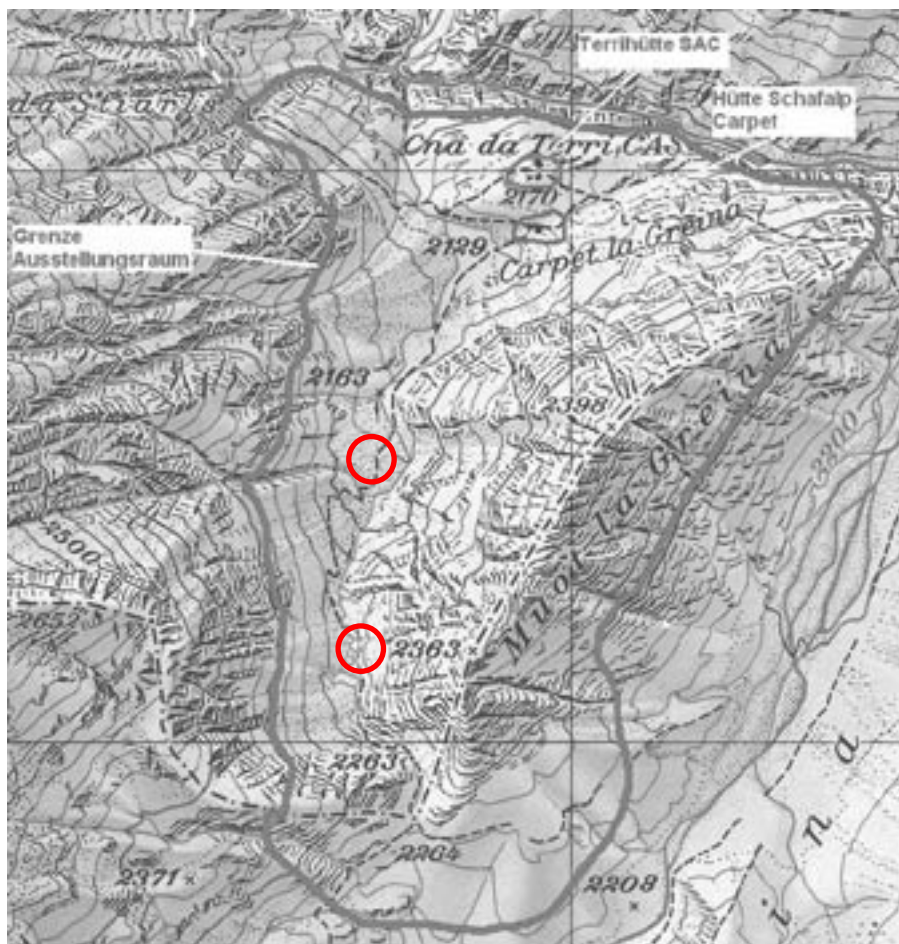 Terrihütte SAC
Hütte Schafalp
Carpet
Cna da Terri CAS
2170
Grenze
Ausstellungsraum
2129
Carpet la Greina
2163
2398
Muot la Greina
2500
2652
2363
2263
2264
2371
2208
ina